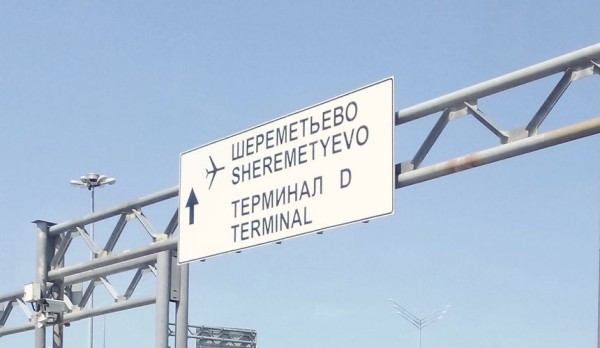 ШЕРЕМЕТЬЕВО
SHEREMETYEVO
ТЕРМИНАЛ D
TERMINAL